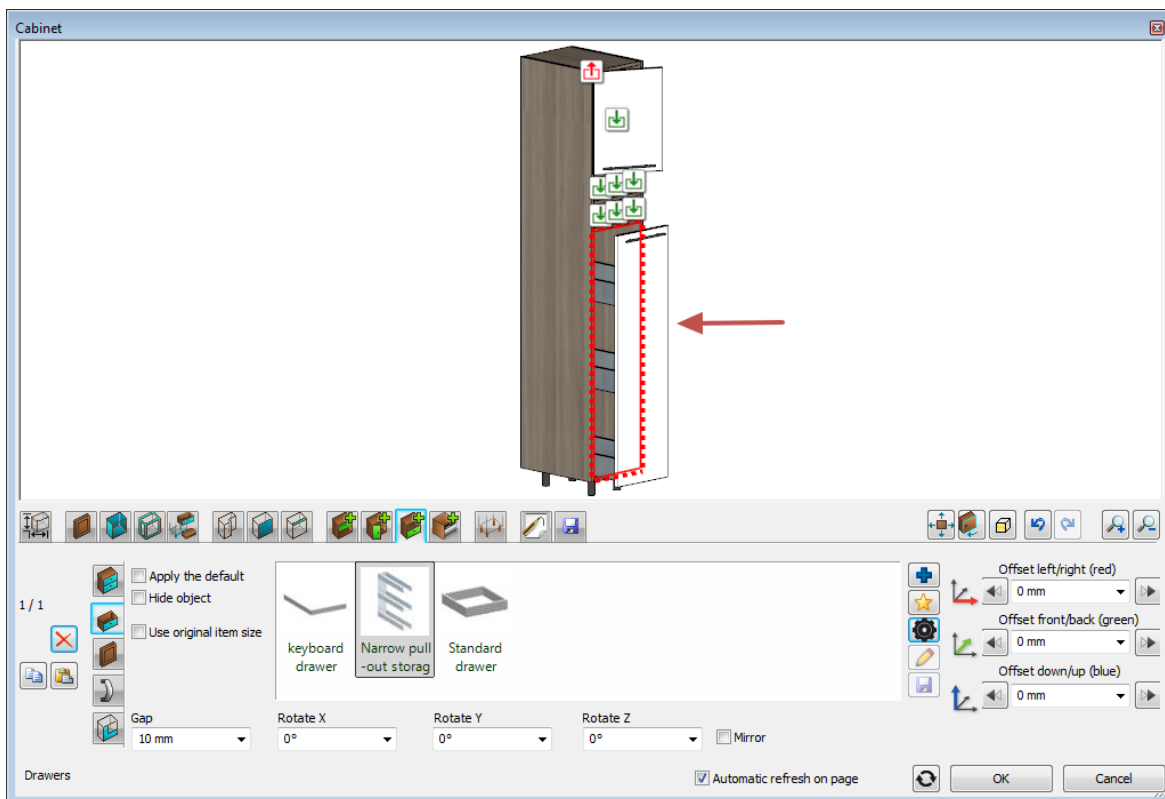 Cabinet
1 / 1
Apply the default
Hide object
Use original item size
keyboard
drawer
Narrow pull
-out storag
Standard
drawer
Offset left/right (red)
0 mm
Offset front/back (green)
0 mm
Offset down/up (blue)
0 mm
Gap
10 mm
Rotate X
0°
Rotate Y
0°
Rotate Z
0°
Mirror
Drawers
Automatic refresh on page
OK
Cancel